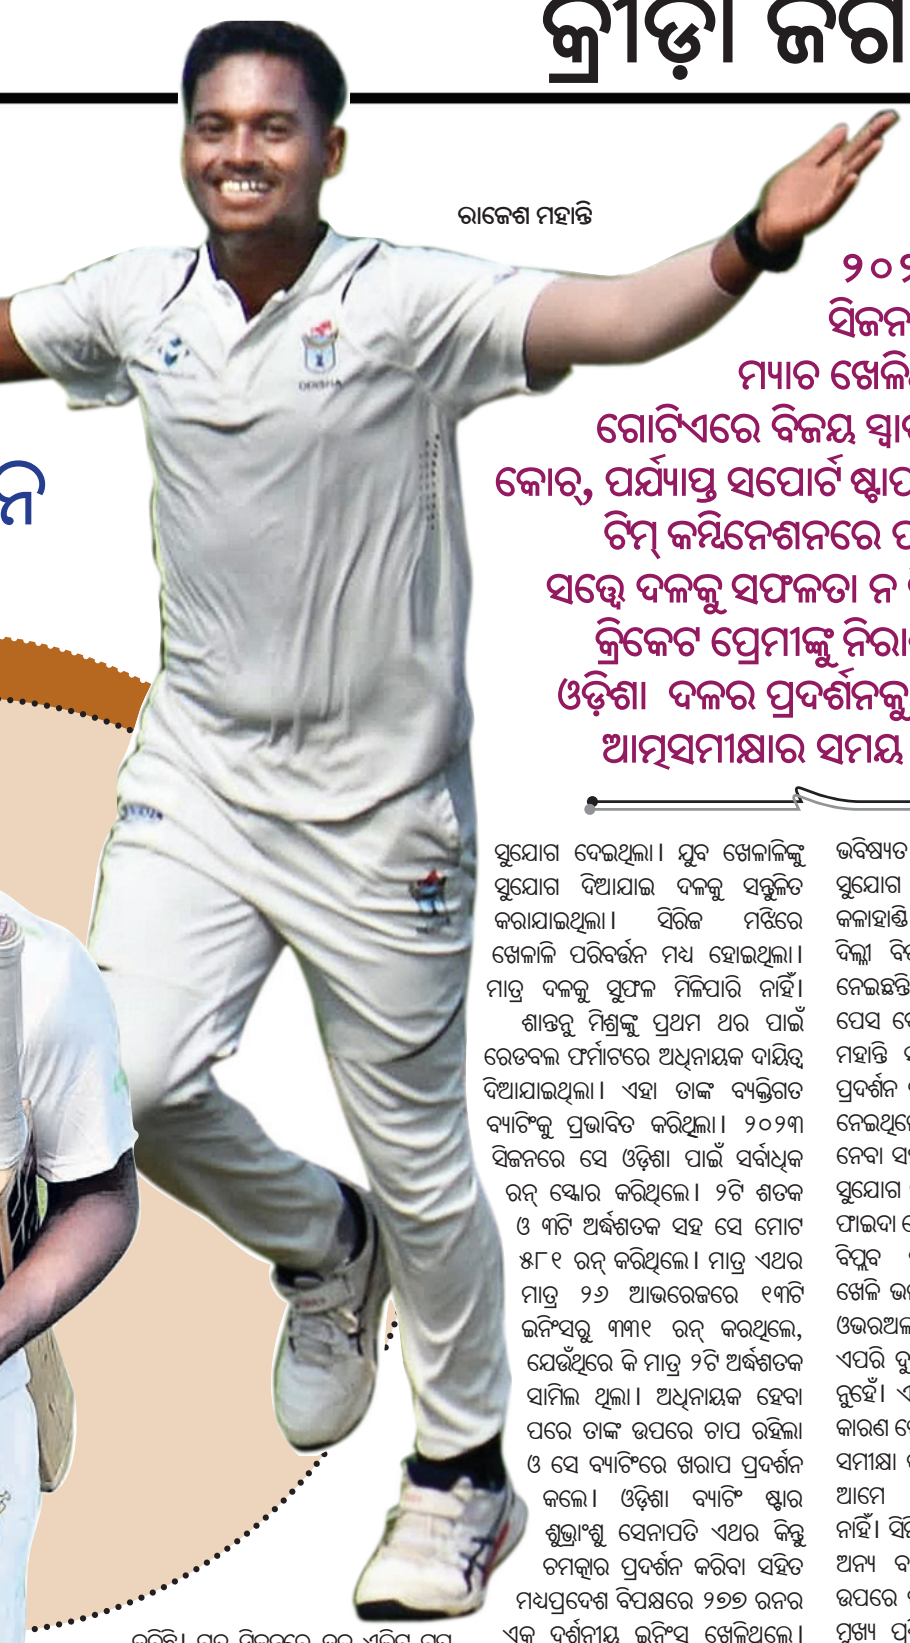 କ୍ରୀଡ଼ା ଜଗ
ରାକେଶ ମହାନ୍ତି
ODISHA
ସିଜନ
ମ୍ୟାଚ ଖେଳି
ଗୋଟିଏରେ ବିଜୟ
କୋଚ୍, ପର୍ଯ୍ୟାପ୍ତ ସପୋର୍ଟ
ଟିମ୍ କମ୍ବିନେଶନରେ
ସତ୍ତ୍ୱେ ଦଳକୁ ସଫଳତା ନ
କ୍ରିକେଟ ପ୍ରେମୀଙ୍କୁ
ଓଡ଼ିଶା ଦଳର ପ୍ରଦର୍ଶନକୁ
ଆତ୍ମସମୀକ୍ଷାର ସମୟ
ସୁଯୋଗ ଦେଇଥିଲା। ଯୁବ ଖେଳାଳିଙ୍କୁ
ସୁଯୋଗ ଦିଆଯାଇ ଦଳକୁ ସନ୍ତୁଳିତ
କରାଯାଇଥିଲା। ସିରିଜ ମଝିରେ
ଖେଳାଳି ପରିବର୍ତ୍ତନ ମଧ୍ୟ ହୋଇଥିଲା।
ମାତ୍ର ଦଳକୁ ସୁଫଳ ମିଳିପାରି ନାହିଁ।
ଶାନ୍ତନୁ ମିଶ୍ରଙ୍କୁ ପ୍ରଥମ ଥର ପାଇଁ
ରେଡବଲ ଫର୍ମାଟରେ ଅଧିନାୟକ ଦାୟିତ୍ୱ
ଦିଆଯାଇଥିଲା। ଏହା ତାଙ୍କ ବ୍ୟକ୍ତିଗତ
ବ୍ୟାଟିଂକୁ ପ୍ରଭାବିତ କରିଥିଲା। ୨୦୨୩
ସିଜନରେ ସେ ଓଡ଼ିଶା ପାଇଁ ସର୍ବାଧିକ
ରନ୍ ସ୍କୋର କରିଥିଲେ। ୨ଟି ଶତକ
ଓ ୩ଟି ଅର୍ଦ୍ଧଶତକ ସହ ସେ ମୋଟ
୫୮୧ ରନ୍ କରିଥିଲେ। ମାତ୍ର ଏଥର
ମାତ୍ର ୨୬ ଆଭରେଜରେ ୧୩ଟି
ଇନିଂସରୁ ୩୩୧ ରନ୍ କରଥିଲେ,
ଯେଉଁଥିରେ କି ମାତ୍ର ୨ଟି ଅର୍ଦ୍ଧଶତକ
ସାମିଲ ଥିଲା। ଅଧିନାୟକ ହେବା
ପରେ ତାଙ୍କ ଉପରେ ଚାପ ରହିଲା
ଓ ସେ ବ୍ୟାଟିଂରେ ଖରାପ ପ୍ରଦର୍ଶନ
କଲେ। ଓଡ଼ିଶା ବ୍ୟାଟିଂ ଷ୍ଟାର
ଶୁଭ୍ରାଂଶୁ ସେନାପତି ଏଥର କିନ୍ତୁ
ଚମତ୍କାର ପ୍ରଦର୍ଶନ କରିବା ସହିତ
ମଧ୍ୟପ୍ରଦେଶ ବିପକ୍ଷରେ ୨୭୭ ରନର
ଏକ ଦର୍ଶନୀୟ ଇନିଂସ ଖେଳିଥିଲେ।
ଭବିଷ୍ୟତ
ସୁଯୋଗ
କଳାହାଣ୍ଡି
ଦିଲ୍ଲୀ
ନେଇଛନ୍ତି
ପେସ
ମହାନ୍ତି
ପ୍ରଦର୍ଶନ
ନେଇଥିଲେ
ନେବା
ସୁଯୋଗ
ଫାଇଦା
ବିପ୍ଳବ
ଖେଳି
ଓଭରଅଲ
ଏପରି
ନୁହେଁ।
କାରଣ
ସମୀକ୍ଷା
ଆମେ
ନାହିଁ।
ଅନ୍ୟ
ଉପରେ
ମୁଖ୍ୟ